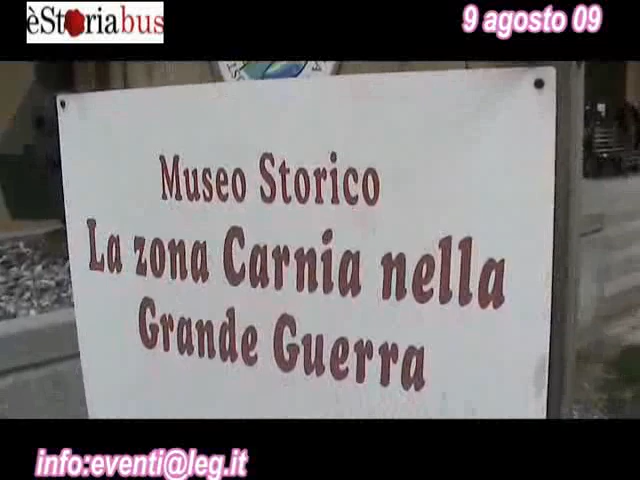 èStoriabus
9 agosto 09
Museo Storico
La zona Carnia nella
Grande Guerra
info:eventi@leg.it